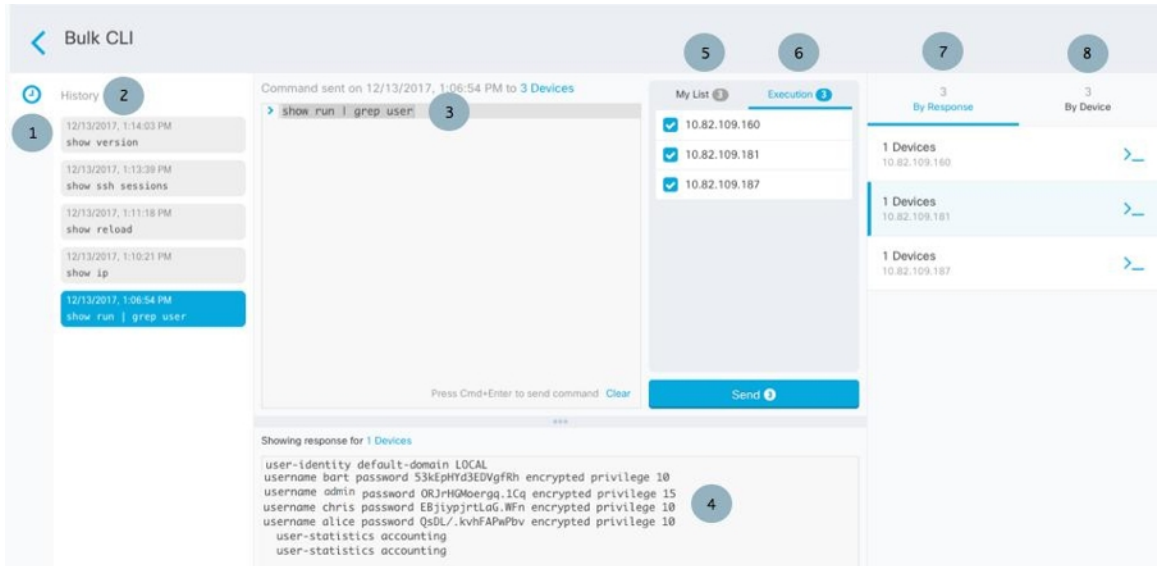 Bulk CLI
5
6
7
8
History
2
1
12/13/2017, 1:14:03 PM
show version
12/13/2017, 1:13:39 PM
show ssh sessions
12/13/2017, 1:11:18 PM
show reload
12/13/2017, 1:10:21 PM
show ip
12/13/2017, 1:06:54 PM
show run | grep user
Command sent on 12/13/2017, 1:06:54 PM to 3 Devices
> show run | grep user
3
Press Cmd+Enter to send command Clear
My List 3
Execution 3
10.82.109.160
10.82.109.181
10.82.109.187
Send 3
Showing response for 1 Devices
user-identity default-domain LOCAL
username bart password 53kEpHYd3EDVgfRh encrypted privilege 10
username admin password ORJrHGMoergq.1Cq encrypted privilege 15
username chris password EBjiypjrtLaG.WFn encrypted privilege 10
username alice password QsDL/.kvhFAPwPbv encrypted privilege 10
user-statistics accounting
user-statistics accounting
4
3
By Response
3
By Device
1 Devices
10.82.109.160
1 Devices
10.82.109.181
1 Devices
10.82.109.187